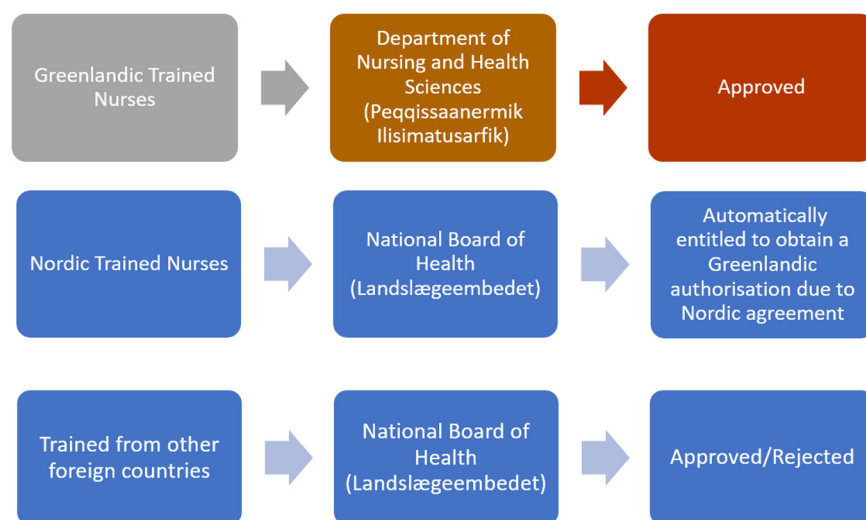 Greenlandic Trained
Nurses
Department of
Nursing and Health
Sciences
(Peqqissaanermik
Ilisimatusarfik)
Approved
Nordic Trained Nurses
National Board of
Health
(Landslægeembedet)
Automatically
entitled to obtain a
Greenlandic
authorisation due to
Nordic agreement
Trained from other
foreign countries
National Board of
Health
(Landslægeembedet)
Approved/Rejected